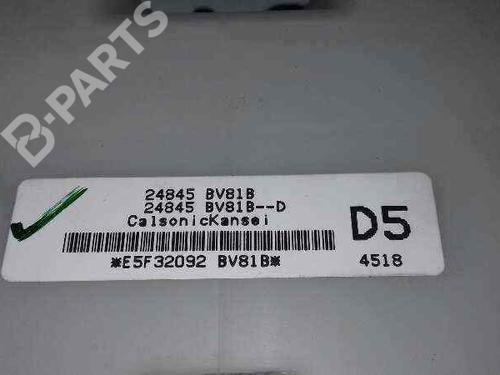 B-PARTS
24845 BV81B
24845 BV81B--D
CalsonicKansei
D5
*E5F32092 BV81B*
4518